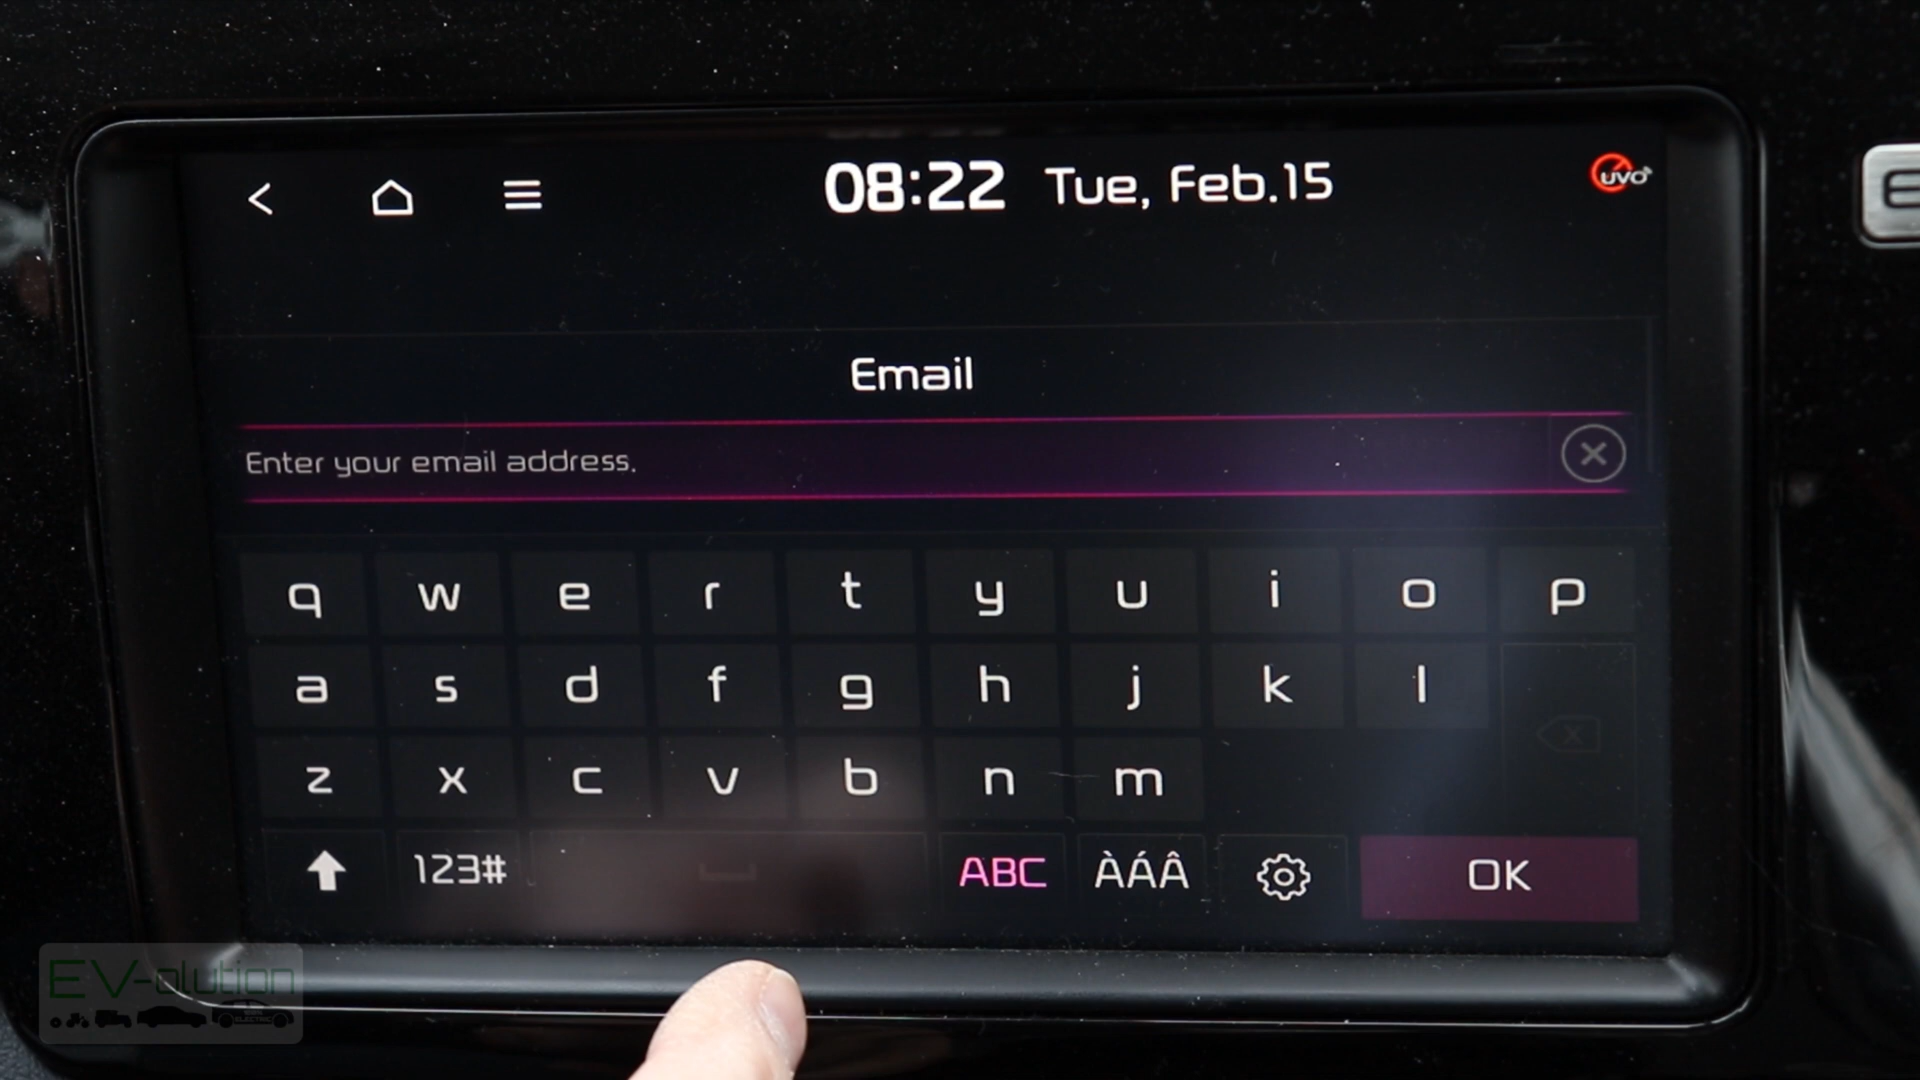 08:22 Tue, Feb.15
UVO
Email
Enter your email address.
q w e r t y u i o p
a s d f g h j k l
z x c v b n m
123# ABC ÀÁÂ OK
EV-olution